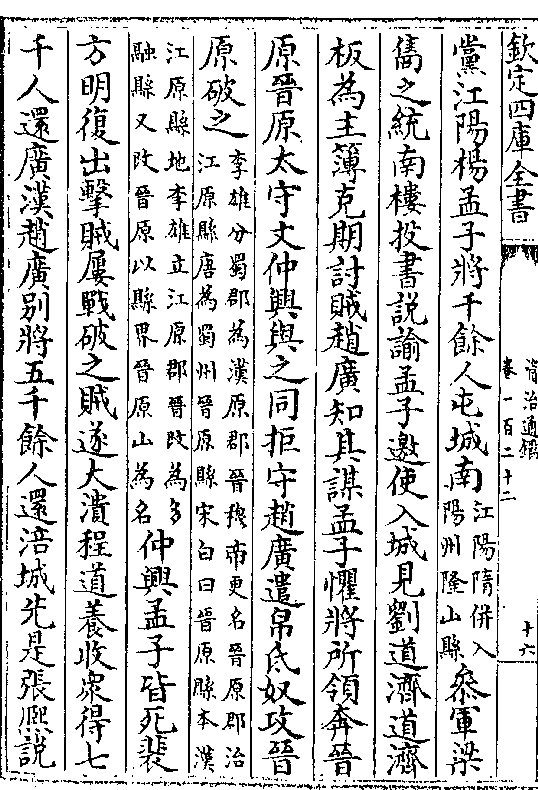 欽定四庫全書
資治通鑑
卷一百二十二
十六
黨江陽楊孟子將千餘人屯城南江陽隋併入陽州隆山縣參軍梁
儁之統南樓投書說諭孟子邀使入城見劉道濟道濟
板為主簿克期討賊趙廣知其謀孟子懼將所領奔晉
原晉原太守文仲興與之同拒守趙廣遣帛氐奴攻晉
原破之李雄分蜀郡為漢原郡晉穆帝更名晉原郡治江原縣唐為蜀州晉原縣宋白曰晉原縣本漢
江原縣地李雄立江原郡晉改為多融縣又改晉原以縣界晉原山為名仲興孟子皆死裴
方明復出擊賊屢戰破之賊遂大潰程道養收衆得七
千人還廣漢趙廣别將五千餘人還涪城先是張熈說